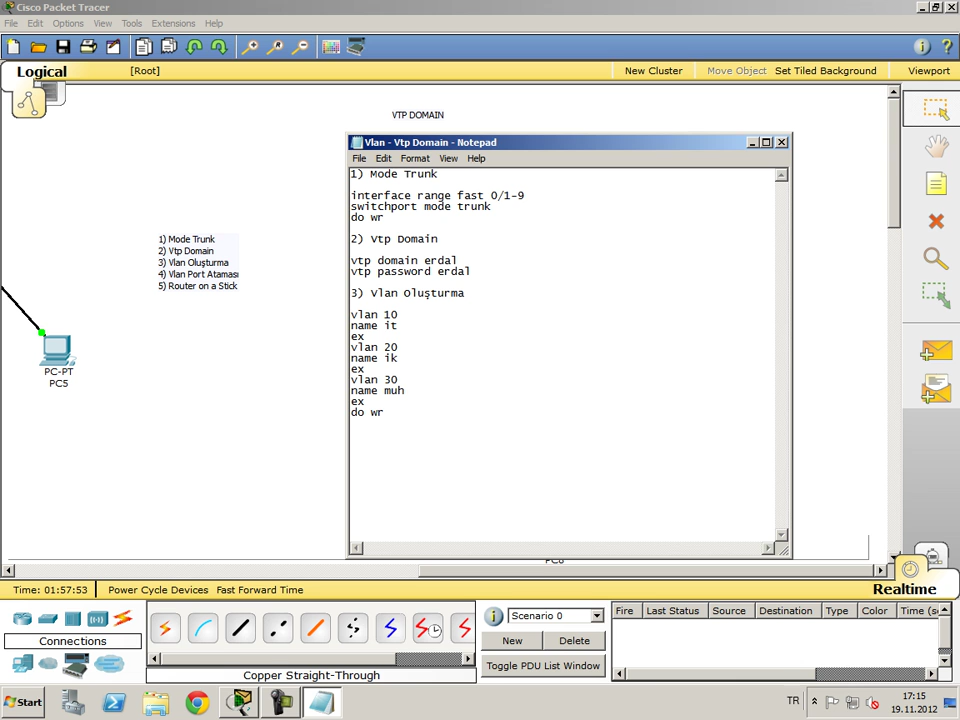 Cisco Packet Tracer
File Edit Options View Tools Extensions Help
Logical [Root] New Cluster Move Object Set Tiled Background Viewport
VTP DOMAIN
1) Mode Trunk
2) Vtp Domain
3) Vlan Oluşturma
4) Vlan Port Ataması
5) Router on a Stick
PC-PT
PC5
Vlan - Vtp Domain - Notepad
File Edit Format View Help
1) Mode Trunk
interface range fast 0/1-9
switchport mode trunk
do wr
2) Vtp Domain
vtp domain erdal
vtp password erdal
3) Vlan Oluşturma
vlan 10
name it
ex
vlan 20
name ik
ex
vlan 30
name muh
ex
do wr
Time: 01:57:53 Power Cycle Devices Fast Forward Time Realtime
Connections
Copper Straight-Through
Scenario 0
New Delete
Toggle PDU List Window
Fire Last Status Source Destination Type Color Time (se
Start
TR
17:15
19.11.2012